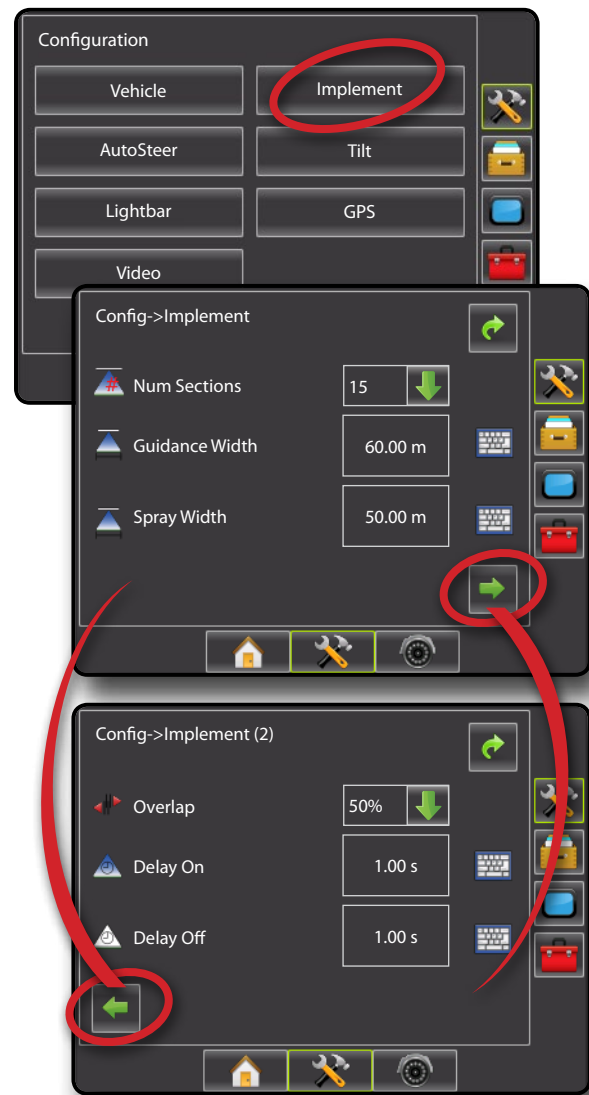 Configuration
Vehicle
Implement
AutoSteer
Tilt
Lightbar
GPS
Video
Config->Implement
# Num Sections 15
Guidance Width 60.00 m
Spray Width 50.00 m
Config->Implement (2)
Overlap 50%
Delay On 1.00 s
Delay Off 1.00 s